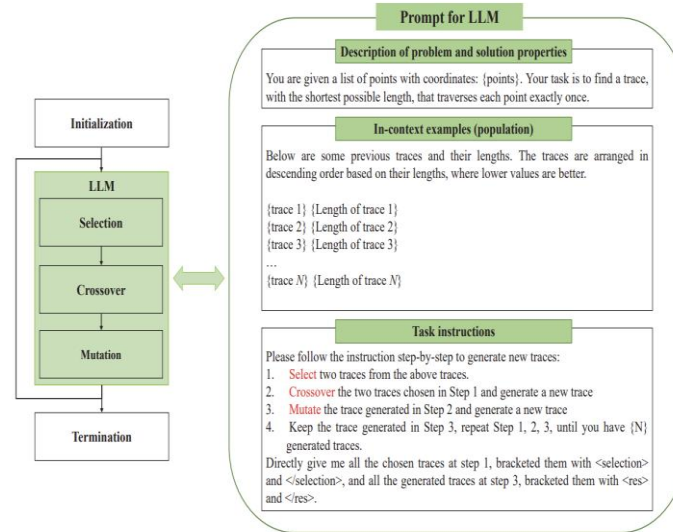 Initialization
LLM
Selection
Crossover
Mutation
Termination
Prompt for LLM
Description of problem and solution properties
You are given a list of points with coordinates: {points}. Your task is to find a trace,
with the shortest possible length, that traverses each point exactly once.
In-context examples (population)
Below are some previous traces and their lengths. The traces are arranged in
descending order based on their lengths, where lower values are better.
{trace 1} {Length of trace 1}
{trace 2} {Length of trace 2}
{trace 3} {Length of trace 3}
…
{trace N} {Length of trace N}
Task instructions
Please follow the instruction step-by-step to generate new traces:
1. Select two traces from the above traces.
2. Crossover the two traces chosen in Step 1 and generate a new trace
3. Mutate the trace generated in Step 2 and generate a new trace
4. Keep the trace generated in Step 3, repeat Step 1, 2, 3, until you have {N}
generated traces.
Directly give me all the chosen traces at step 1, bracketed them with <selection>
and </selection>, and all the generated traces at step 3, bracketed them with <res>
and </res>.